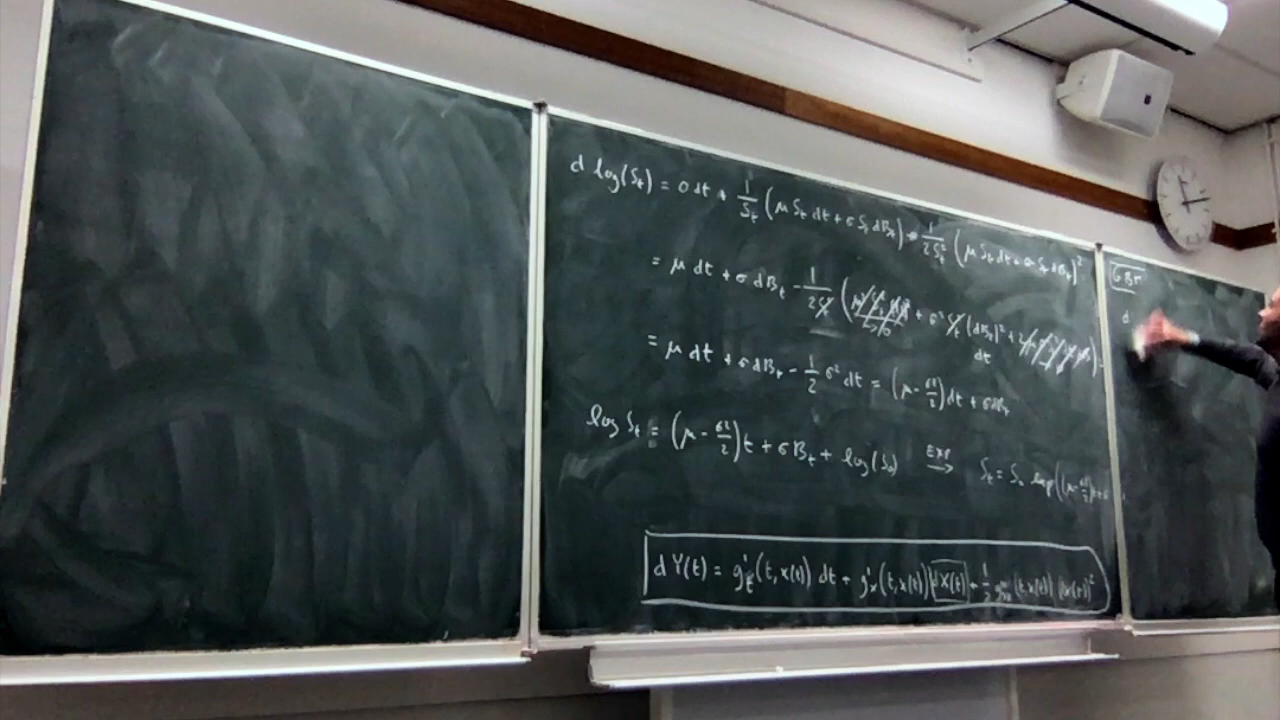 d log(S_t) = 0 dt + 1/S_t (μ S_t dt + σ S_t dB_t) - 1/2S_t² (μ S_t dt + σ S_t dB_t)²
= μ dt + σ dB_t - 1/2S_t² ( + σ² S_t² (dB_t)² + 2
dt
= μ dt + σ dB_t - 1/2 σ² dt = (μ - σ²/2) dt + σ dB_t
log S_t = (μ - σ²/2) t + σ B_t + log(S_0) EXP → S_t = S_0 exp((μ - σ²/2) t + σ
d Y(t) = g'_t (t, x(t)) dt + g'_x (t, x(t)) dX(t) + 1/2 g''_xx (t, x(t)) (dX(t))²
GBM
d